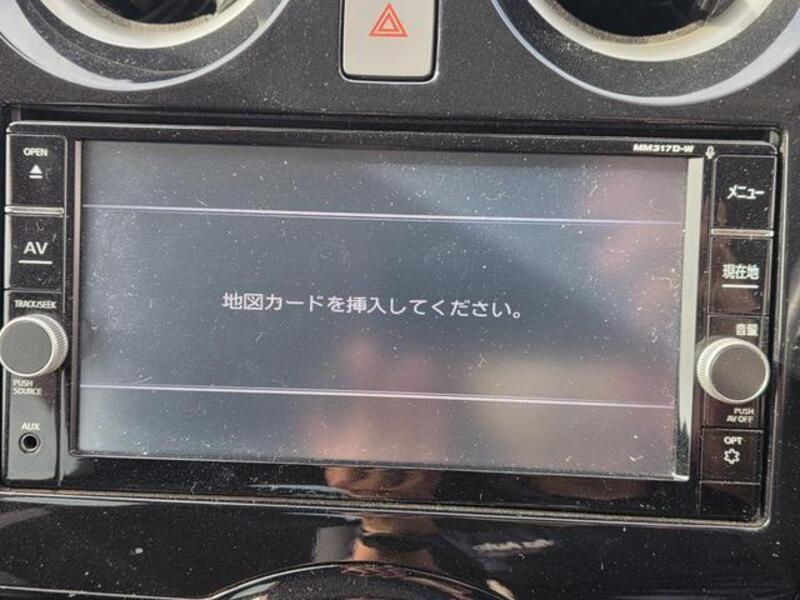 MM317D-W
OPEN
AV
TRACK/SEEK
PUSH
SOURCE
AUX
地図カードを挿入してください。
メニュー
現在地
音量
PUSH
AV OFF
OPT